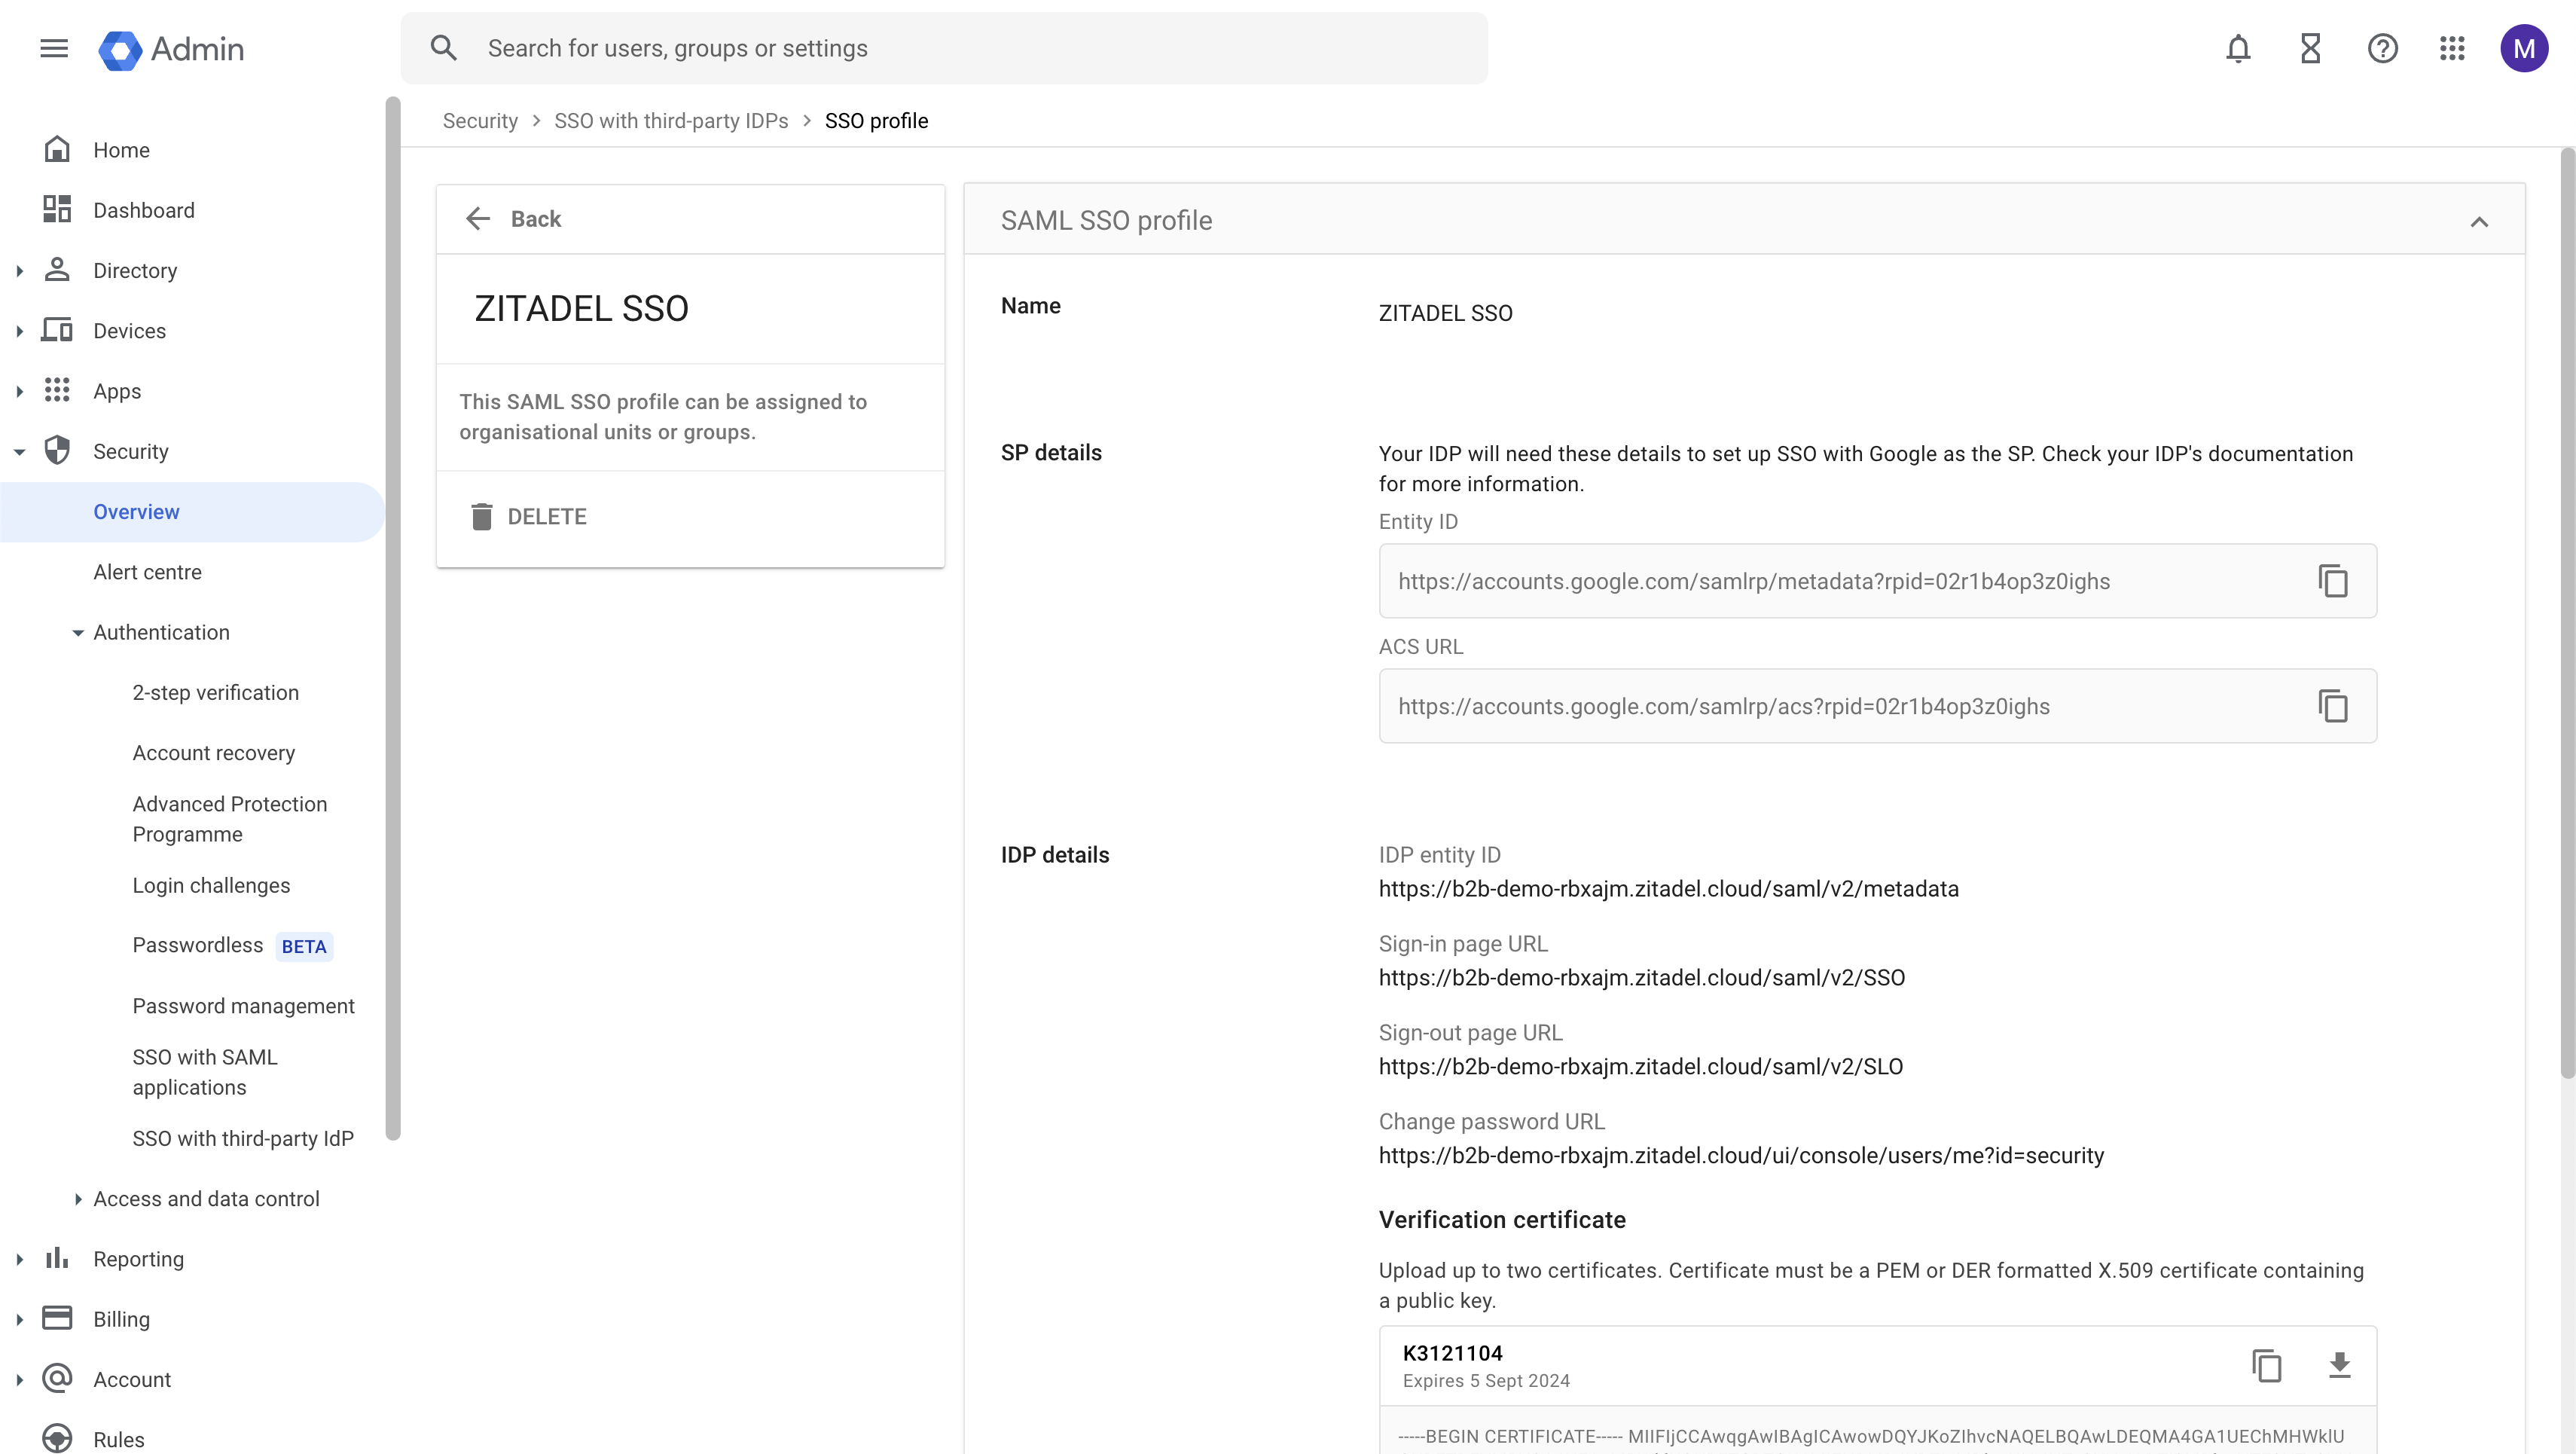 Admin
Search for users, groups or settings
M
Security > SSO with third-party IDPs > SSO profile
Home
Dashboard
Directory
Devices
Apps
Security
Overview
Alert centre
Authentication
2-step verification
Account recovery
Advanced Protection
Programme
Login challenges
Passwordless BETA
Password management
SSO with SAML
applications
SSO with third-party IdP
Access and data control
Reporting
Billing
Account
Rules
Back
ZITADEL SSO
This SAML SSO profile can be assigned to
organisational units or groups.
DELETE
SAML SSO profile
Name
ZITADEL SSO
SP details
Your IDP will need these details to set up SSO with Google as the SP. Check your IDP's documentation
for more information.
Entity ID
https://accounts.google.com/samlrp/metadata?rpid=02r1b4op3z0ighs
ACS URL
https://accounts.google.com/samlrp/acs?rpid=02r1b4op3z0ighs
IDP details
IDP entity ID
https://b2b-demo-rbxajm.zitadel.cloud/saml/v2/metadata
Sign-in page URL
https://b2b-demo-rbxajm.zitadel.cloud/saml/v2/SSO
Sign-out page URL
https://b2b-demo-rbxajm.zitadel.cloud/saml/v2/SLO
Change password URL
https://b2b-demo-rbxajm.zitadel.cloud/ui/console/users/me?id=security
Verification certificate
Upload up to two certificates. Certificate must be a PEM or DER formatted X.509 certificate containing
a public key.
K3121104
Expires 5 Sept 2024
-----BEGIN CERTIFICATE----- MIIFIjCCAwqgAwIBAgICAwowDQYJKoZIhvcNAQELBQAwLDEQMA4GA1UEChMHWklU